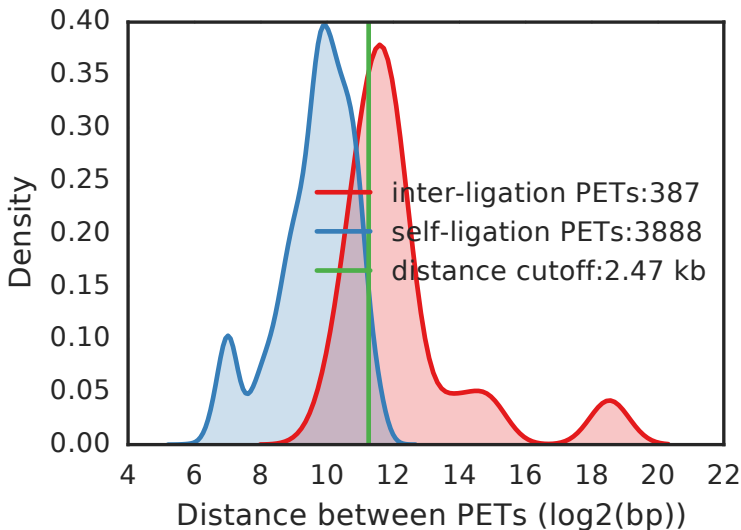 0.40
0.35
0.30
0.25
0.20
0.15
0.10
0.05
0.00
Density
inter-ligation PETs:387
self-ligation PETs:3888
distance cutoff:2.47 kb
4 6 8 10 12 14 16 18 20 22
Distance between PETs (log2(bp))